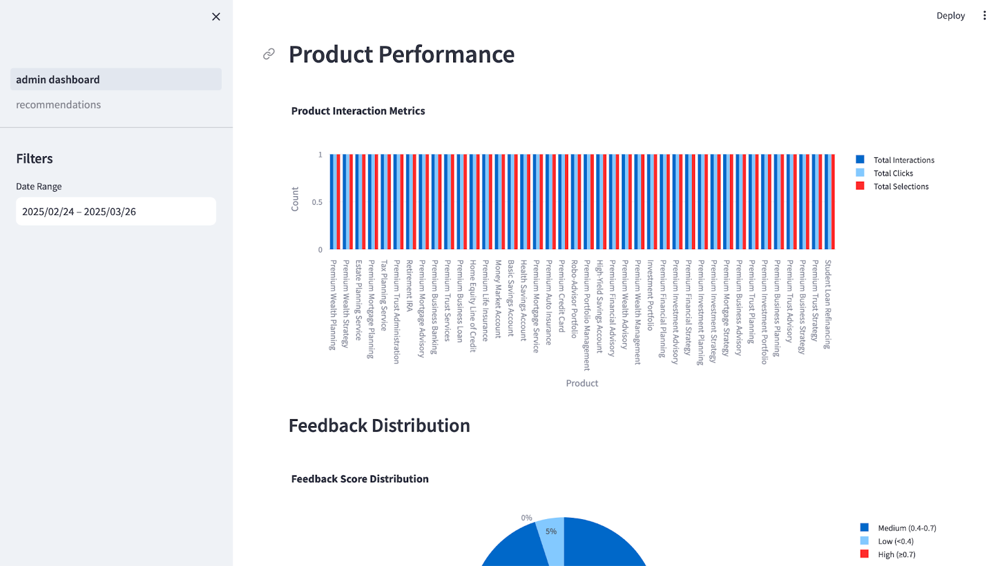 Deploy
admin dashboard
recommendations
Filters
Date Range
2025/02/24 – 2025/03/26
Product Performance
Product Interaction Metrics
1
0.5
0
Count
Total Interactions
Total Clicks
Total Selections
Premium Wealth Planning
Premium Wealth Strategy
Estate Planning Service
Premium Mortgage Planning
Tax Planning Service
Premium Trust Administration
Retirement IRA
Premium Mortgage Advisory
Premium Business Banking
Premium Trust Services
Premium Business Loan
Home Equity Line of Credit
Premium Life Insurance
Money Market Account
Basic Savings Account
Health Savings Account
Premium Mortgage Service
Premium Auto Insurance
Premium Credit Card
Robo-Advisor Portfolio
Premium Portfolio Management
High-Yield Savings Account
Premium Financial Advisory
Premium Wealth Advisory
Premium Wealth Management
Investment Portfolio
Premium Financial Planning
Premium Investment Advisory
Premium Financial Strategy
Premium Investment Planning
Premium Investment Strategy
Premium Mortgage Strategy
Premium Business Advisory
Premium Trust Planning
Premium Investment Portfolio
Premium Business Planning
Premium Trust Advisory
Premium Business Strategy
Premium Trust Strategy
Student Loan Refinancing
Product
Feedback Distribution
Feedback Score Distribution
0%
5%
Medium (0.4-0.7)
Low (<0.4)
High (≥0.7)